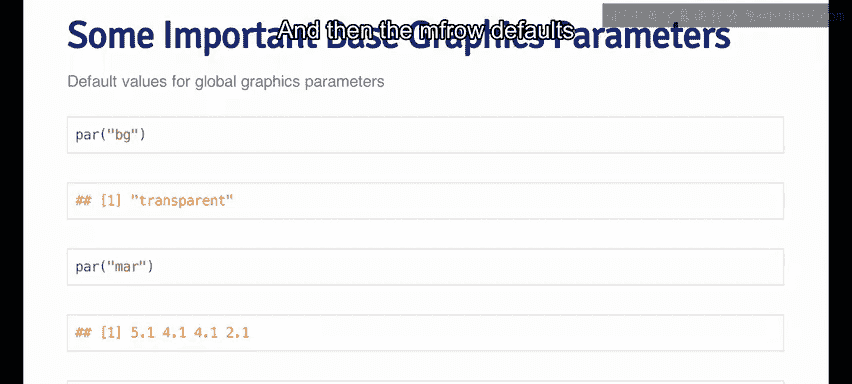 Some Important Base Graphics Parameters
And then the mfrow defaults
Default values for global graphics parameters
par("bg")
## [1] "transparent"
par("mar")
## [1] 5.1 4.1 4.1 2.1